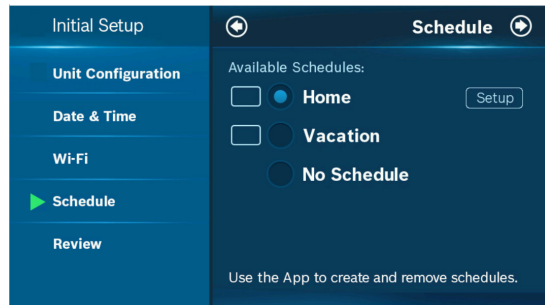 Initial Setup
Schedule
Unit Configuration
Date & Time
Wi-Fi
Schedule
Review
Available Schedules:
Home
Setup
Vacation
No Schedule
Use the App to create and remove schedules.